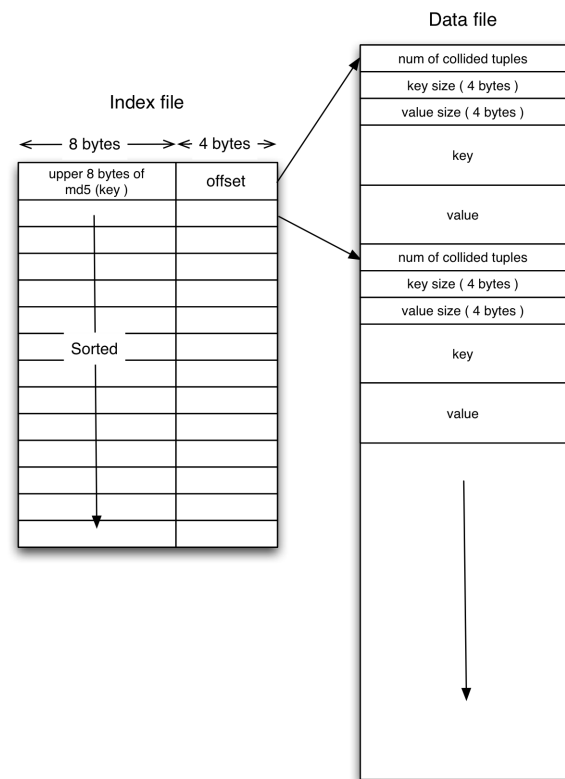 Data file
num of collided tuples
key size ( 4 bytes )
value size ( 4 bytes )
key
value
num of collided tuples
key size ( 4 bytes )
value size ( 4 bytes )
key
value
Index file
8 bytes
4 bytes
upper 8 bytes of
md5 (key )
offset
Sorted